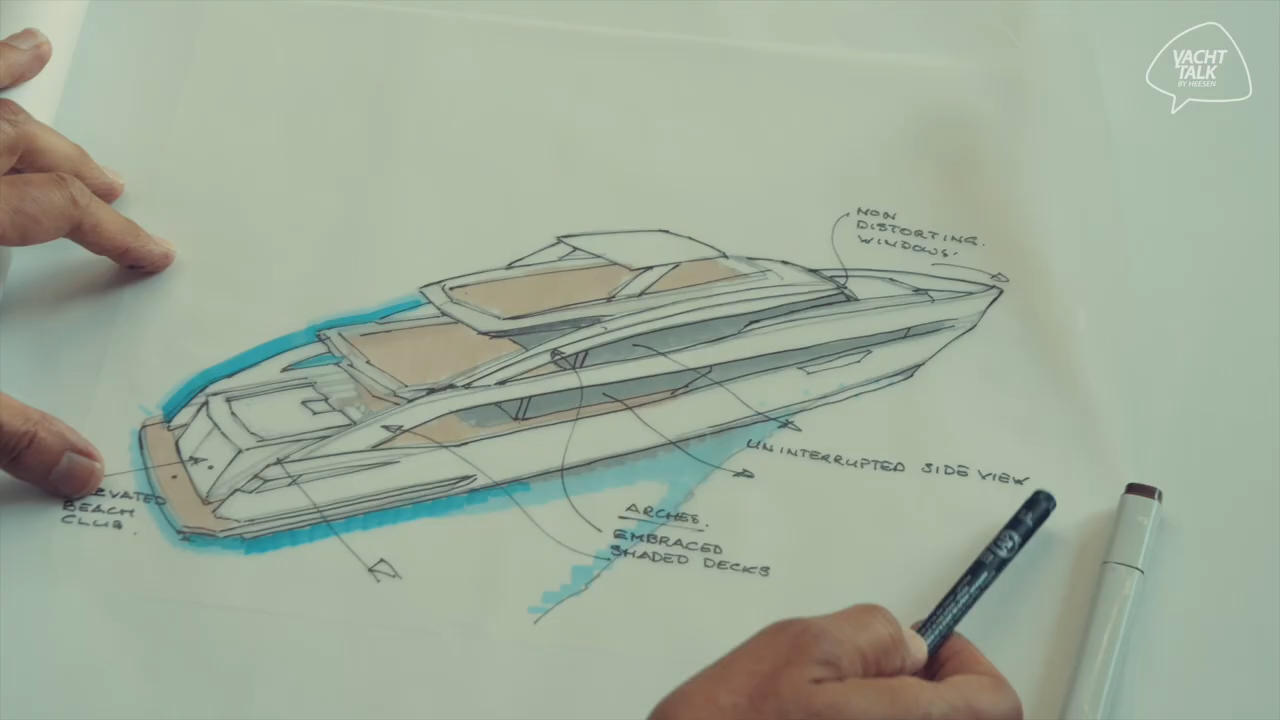 YACHT
TALK
BY HEESEN
NON
DISTORTING
WINDOWS.
UNINTERRUPTED SIDE VIEW
ARCHES.
EMBRACED
SHADED DECKS
BEACH
CLUB.